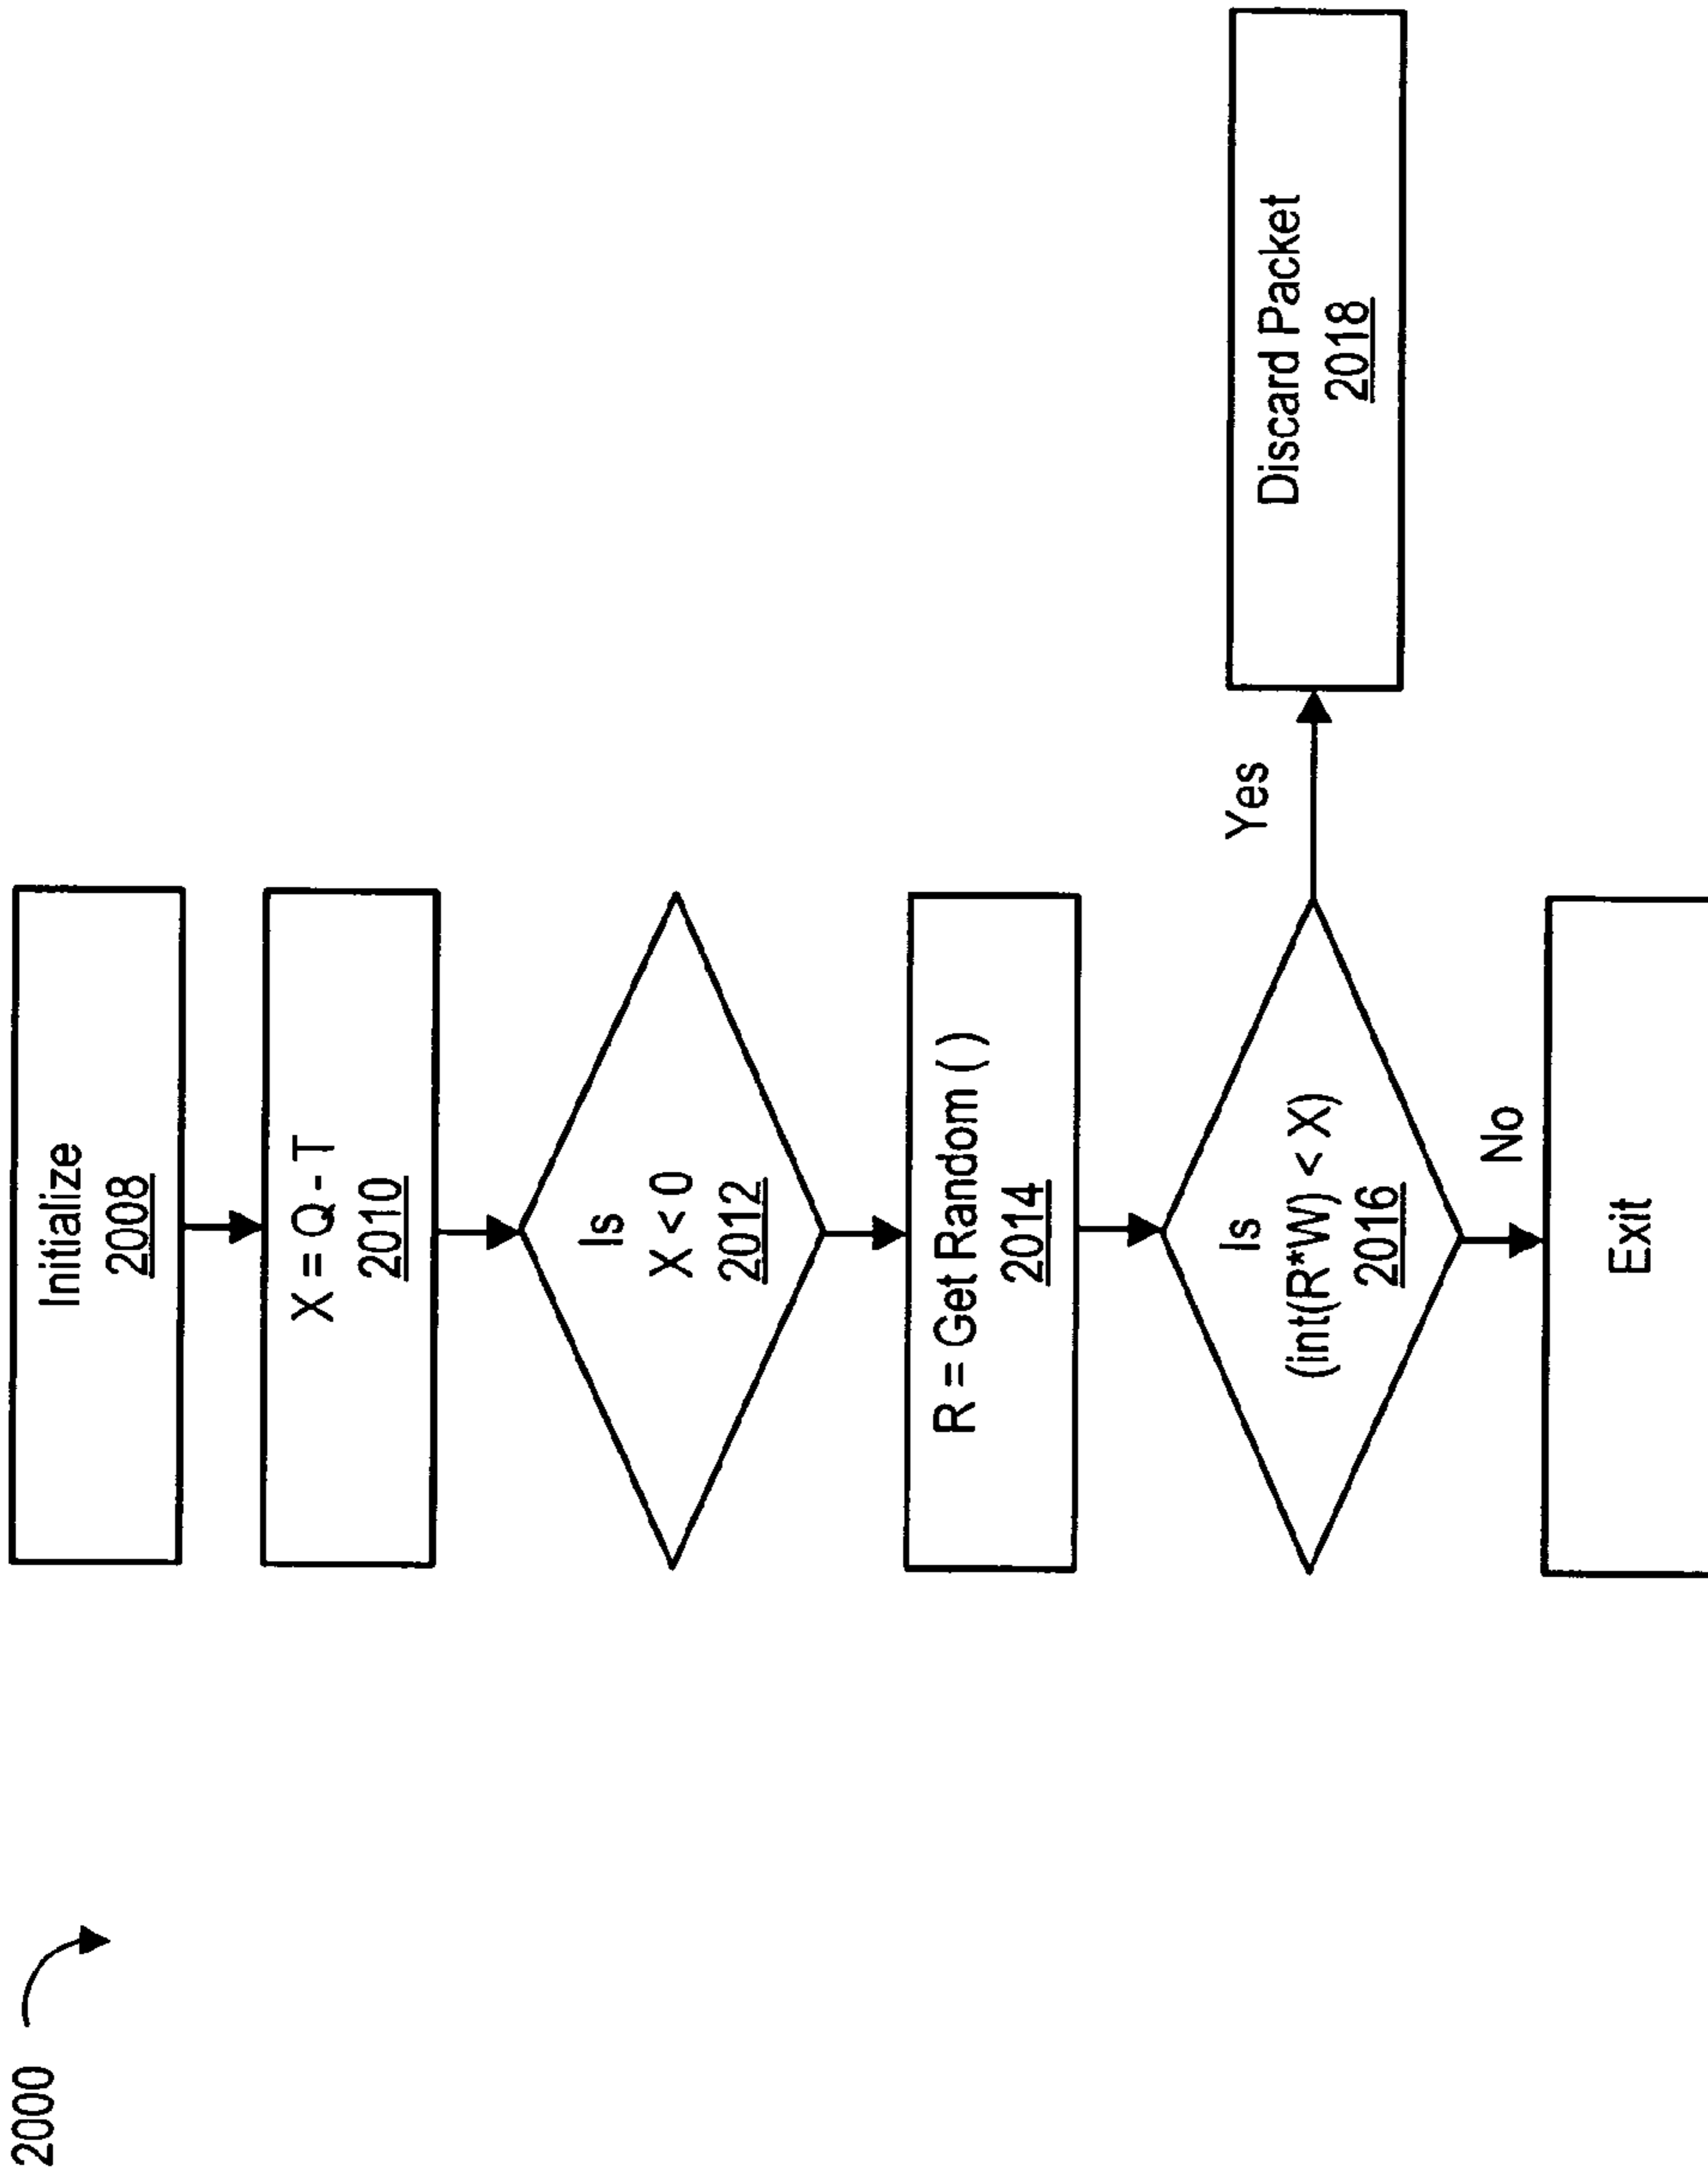 2000
Initialize
2008
X = Q - T
2010
Is
X < 0
2012
R = Get Random ( )
2014
Is
(int(R*W) < X)
2016
Yes
Discard Packet
2018
No
Exit